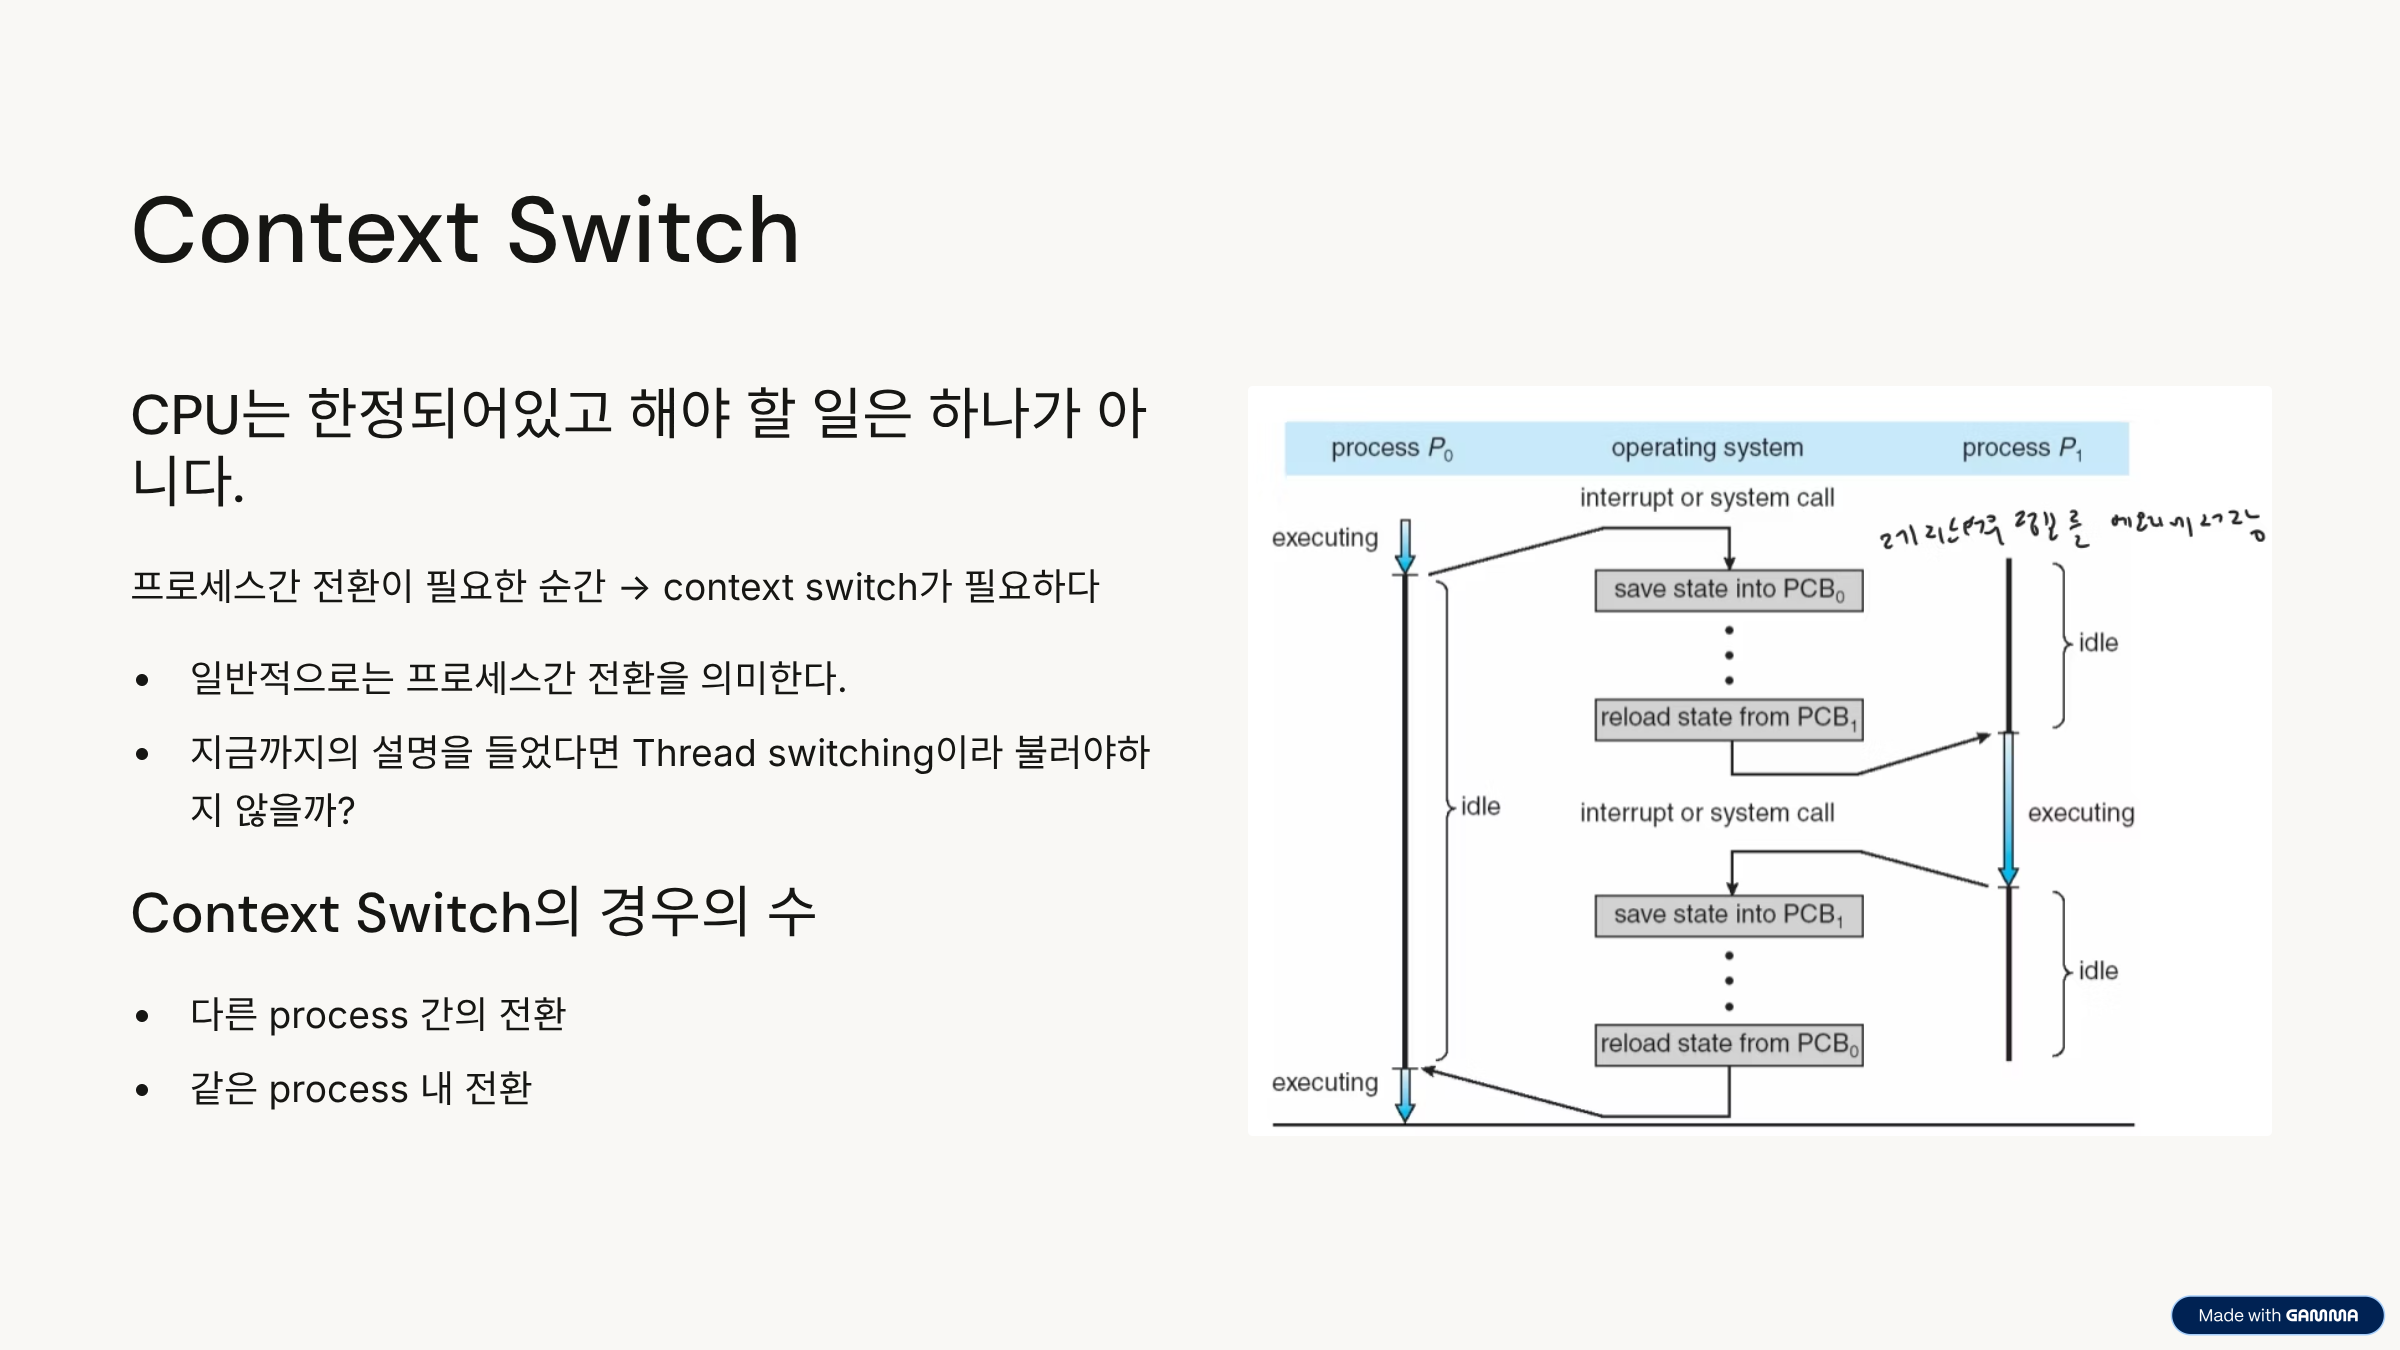 Context Switch
CPU는 한정되어있고 해야 할 일은 하나가 아
니다.
프로세스간 전환이 필요한 순간 → context switch가 필요하다
• 일반적으로는 프로세스간 전환을 의미한다.
• 지금까지의 설명을 들었다면 Thread switching이라 불러야하
지 않을까?
Context Switch의 경우의 수
• 다른 process 간의 전환
• 같은 process 내 전환
process P0 operating system process P1
interrupt or system call
executing
save state into PCB0
idle
reload state from PCB1
idle
interrupt or system call
executing
save state into PCB1
idle
reload state from PCB0
executing
Made with GAMMA